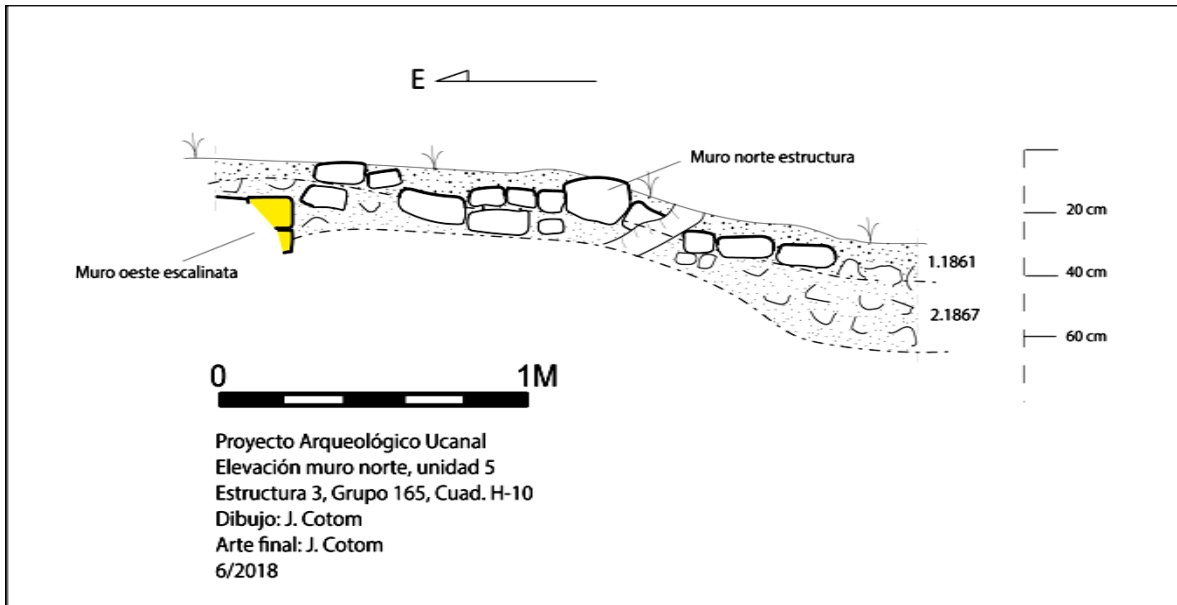 E
Muro norte estructura
20 cm
Muro oeste escalinata
1.1861
40 cm
2.1867
60 cm
0 1M
Proyecto Arqueológico Ucanal
Elevación muro norte, unidad 5
Estructura 3, Grupo 165, Cuad. H-10
Dibujo: J. Cotom
Arte final: J. Cotom
6/2018